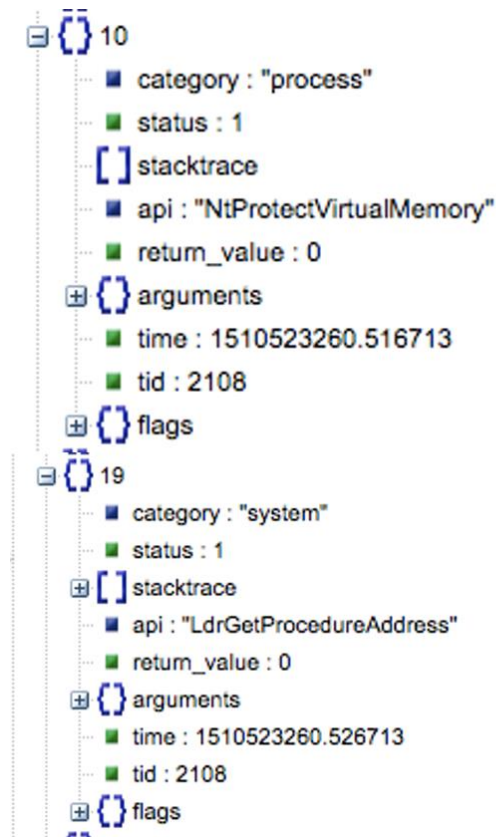 {} 10
category : "process"
status : 1
[ ] stacktrace
api : "NtProtectVirtualMemory"
return_value : 0
{} arguments
time : 1510523260.516713
tid : 2108
{} flags
{} 19
category : "system"
status : 1
[ ] stacktrace
api : "LdrGetProcedureAddress"
return_value : 0
{} arguments
time : 1510523260.526713
tid : 2108
{} flags